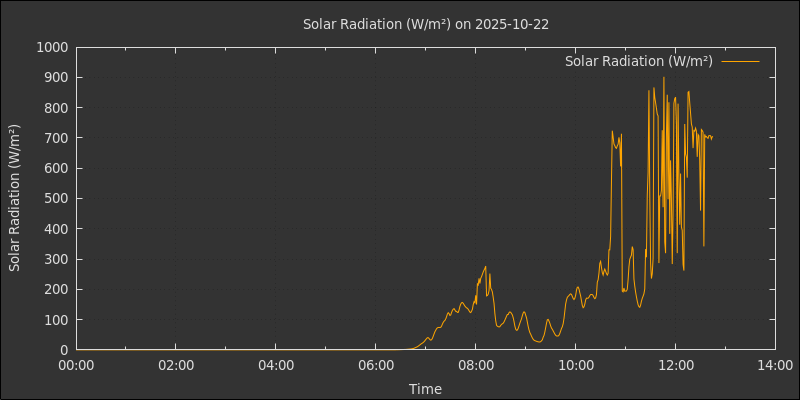 Solar Radiation (W/m²) on 2025-10-22
Solar Radiation (W/m²)
1000
900
800
700
600
500
400
300
200
100
0
Solar Radiation (W/m²)
00:00 02:00 04:00 06:00 08:00 10:00 12:00 14:00
Time